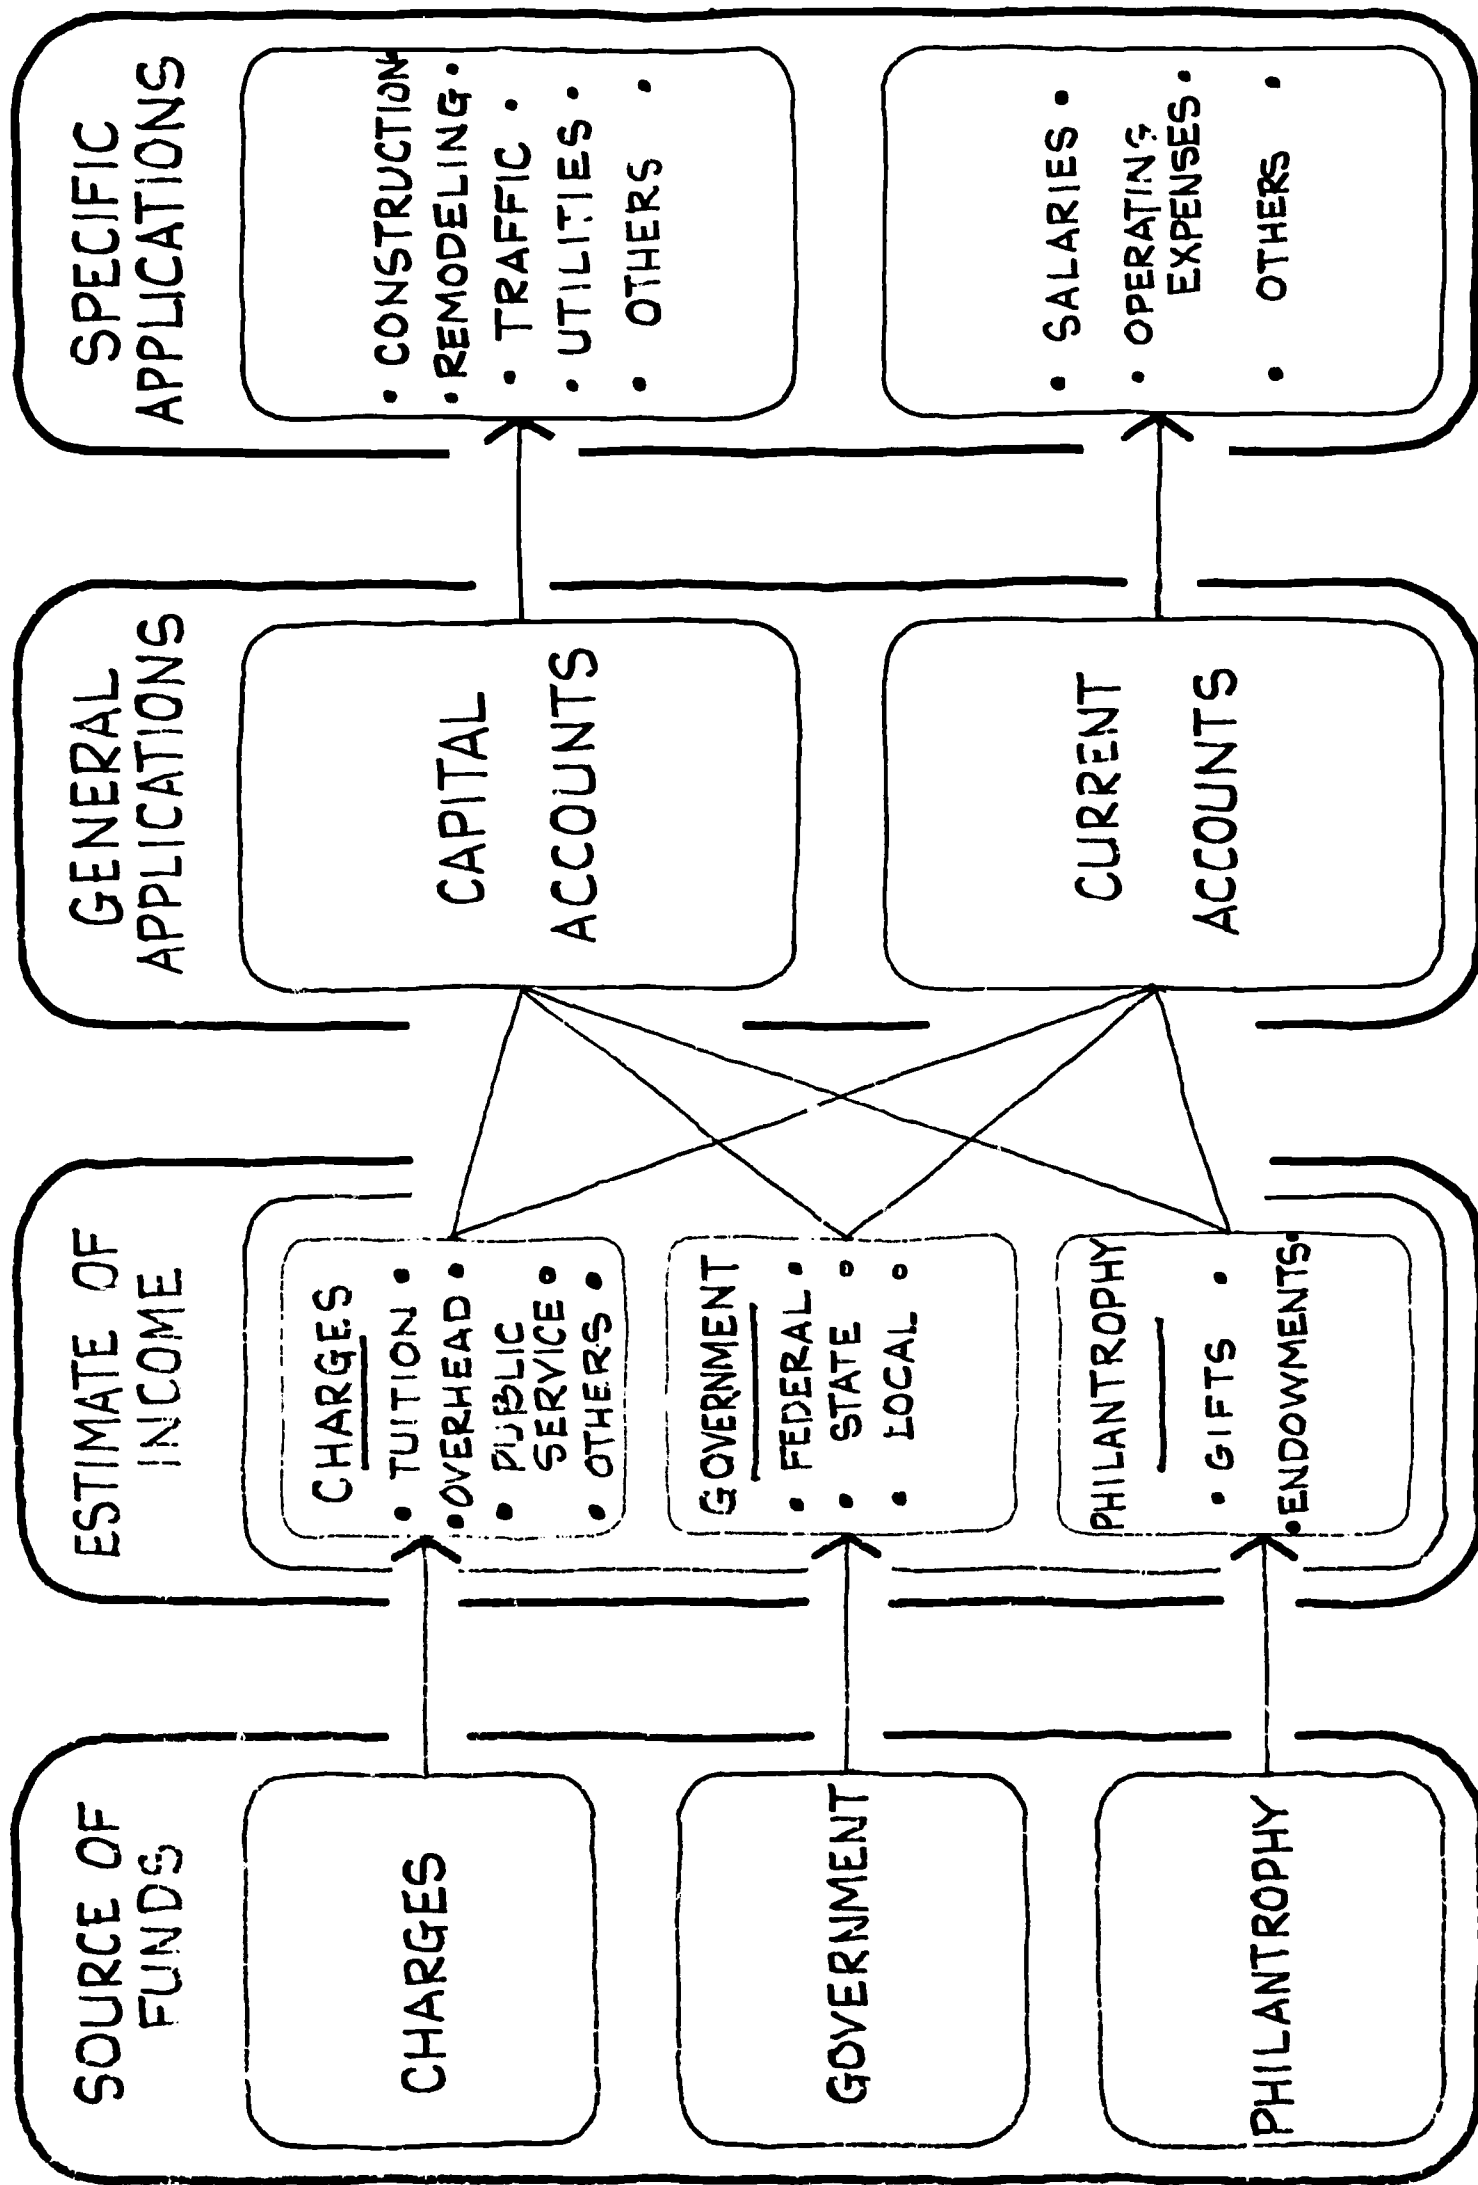 SOURCE OF
FUNDS
CHARGES
GOVERNMENT
PHILANTROPHY
ESTIMATE OF
INCOME
CHARGES
• TUITION •
• OVERHEAD •
• PUBLIC
SERVICE •
• OTHERS •
GOVERNMENT
• FEDERAL •
• STATE •
• LOCAL •
PHILANTROPHY
• GIFTS •
• ENDOWMENTS •
GENERAL
APPLICATIONS
CAPITAL
ACCOUNTS
CURRENT
ACCOUNTS
SPECIFIC
APPLICATIONS
• CONSTRUCTION •
• REMODELING •
• TRAFFIC •
• UTILITIES •
• OTHERS •
• SALARIES •
• OPERATING
EXPENSES •
• OTHERS •